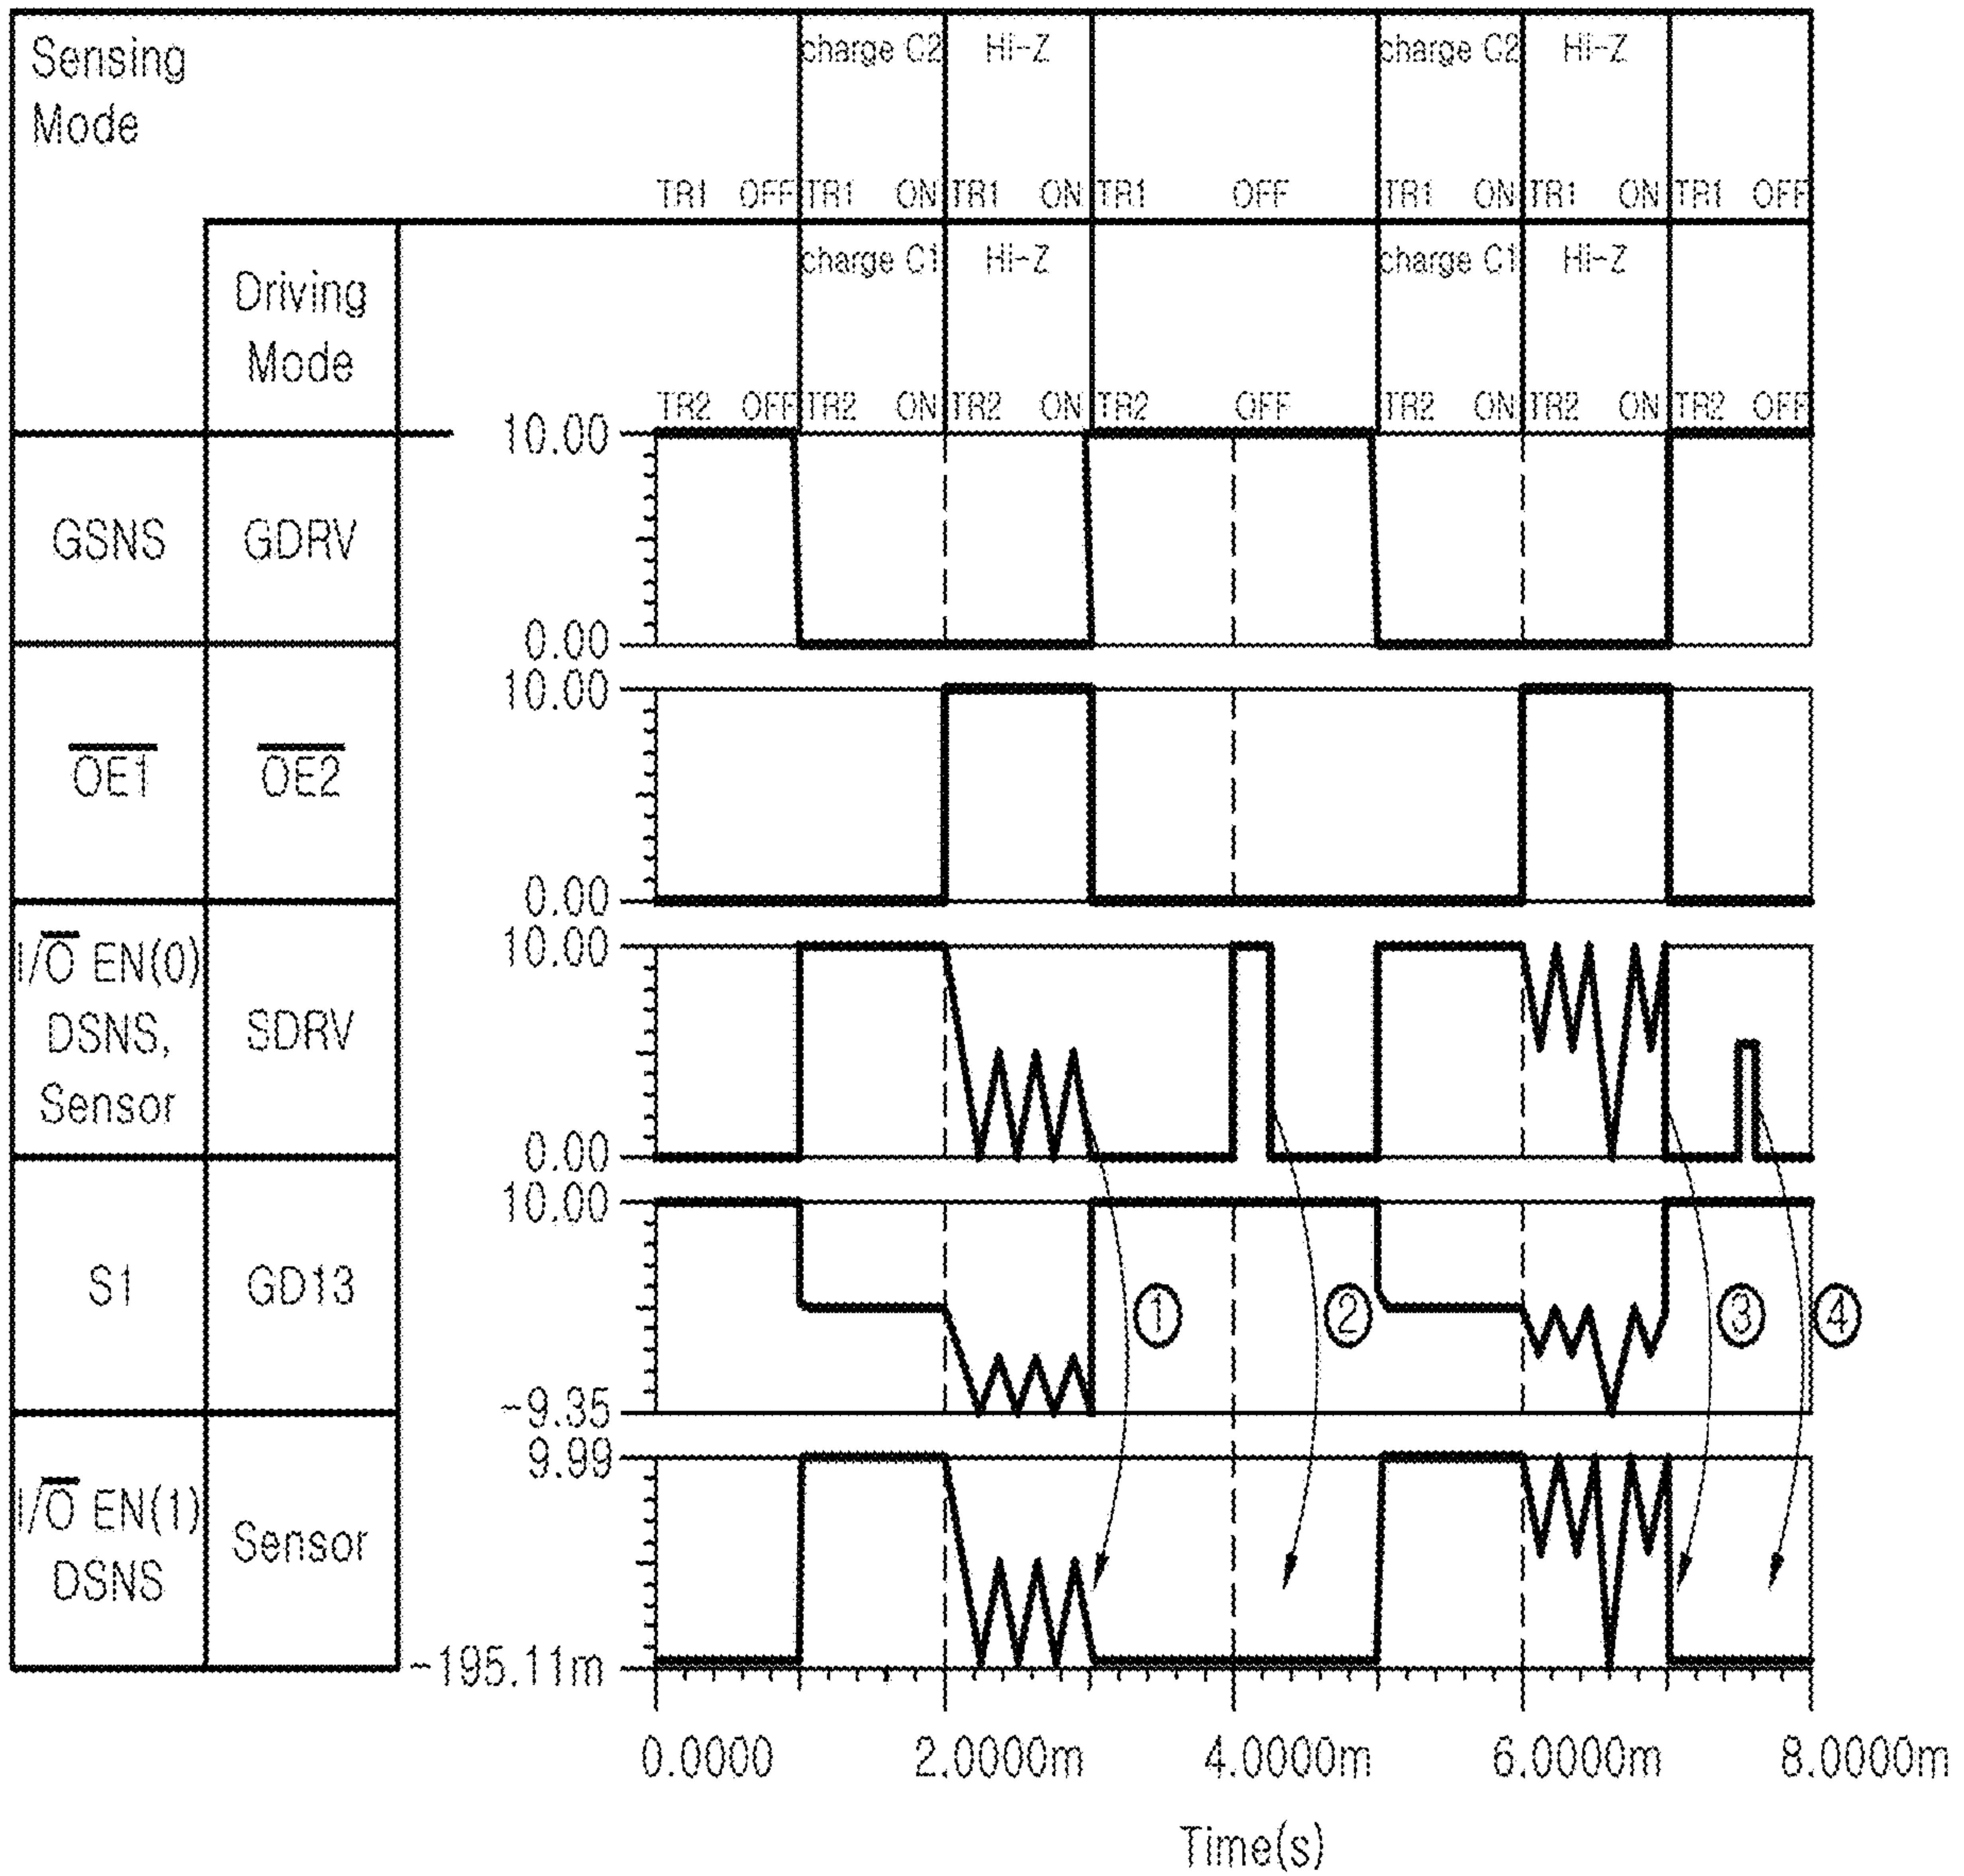 Sensing
Mode
charge C2
Hi-Z
charge C2
Hi-Z
TR1 OFF
TR1 ON
TR1 ON
TR1 OFF
TR1 ON
TR1 ON
TR1 OFF
Driving
Mode
charge C1
Hi-Z
charge C1
Hi-Z
TR2 OFF
TR2 ON
TR2 ON
TR2 OFF
TR2 ON
TR2 ON
TR2 OFF
GSNS
GDRV
10.00
0.00
O̅E̅1̅
O̅E̅2̅
10.00
0.00
I/O̅ EN(0)
DSNS,
Sensor
SDRV
10.00
0.00
S1
GD13
10.00
-9.35
①
②
③
④
I/O̅ EN(1)
DSNS
Sensor
9.99
-195.11m
0.0000
2.0000m
4.0000m
6.0000m
8.0000m
Time(s)